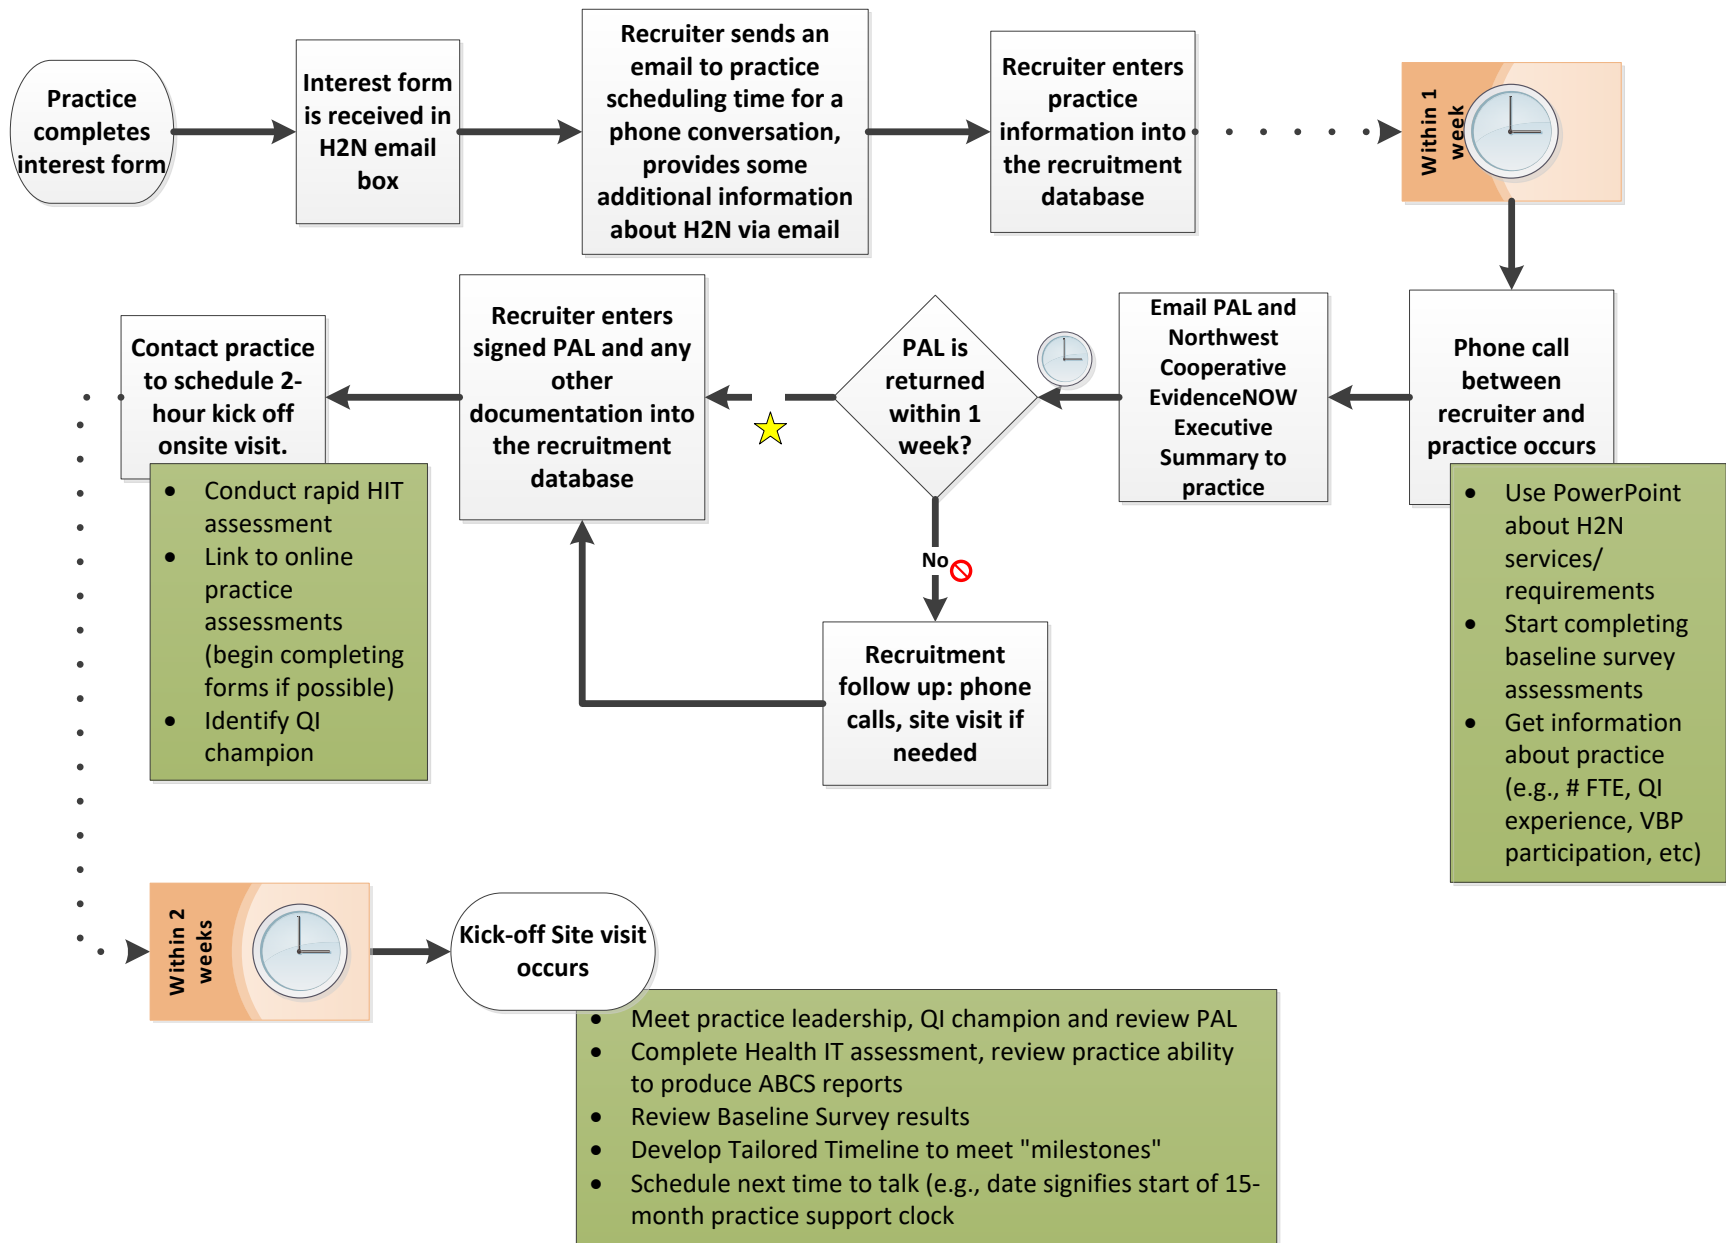 Practice
completes
interest form
Interest form
is received in
H2N email
box
Recruiter sends an
email to practice
scheduling time for a
phone conversation,
provides some
additional information
about H2N via email
Recruiter enters
practice
information into
the recruitment
database
Within 1
week
Phone call
between
recruiter and
practice occurs
• Use PowerPoint
about H2N
services/
requirements
• Start completing
baseline survey
assessments
• Get information
about practice
(e.g., # FTE, QI
experience, VBP
participation, etc)
Email PAL and
Northwest
Cooperative
EvidenceNOW
Executive
Summary to
practice
PAL is
returned
within 1
week?
No
Recruitment
follow up: phone
calls, site visit if
needed
Recruiter enters
signed PAL and any
other
documentation into
the recruitment
database
Contact practice
to schedule 2-
hour kick off
onsite visit.
• Conduct rapid HIT
assessment
• Link to online
practice
assessments
(begin completing
forms if possible)
• Identify QI
champion
Within 2
weeks
Kick-off Site visit
occurs
• Meet practice leadership, QI champion and review PAL
• Complete Health IT assessment, review practice ability
to produce ABCS reports
• Review Baseline Survey results
• Develop Tailored Timeline to meet "milestones"
• Schedule next time to talk (e.g., date signifies start of 15-
month practice support clock